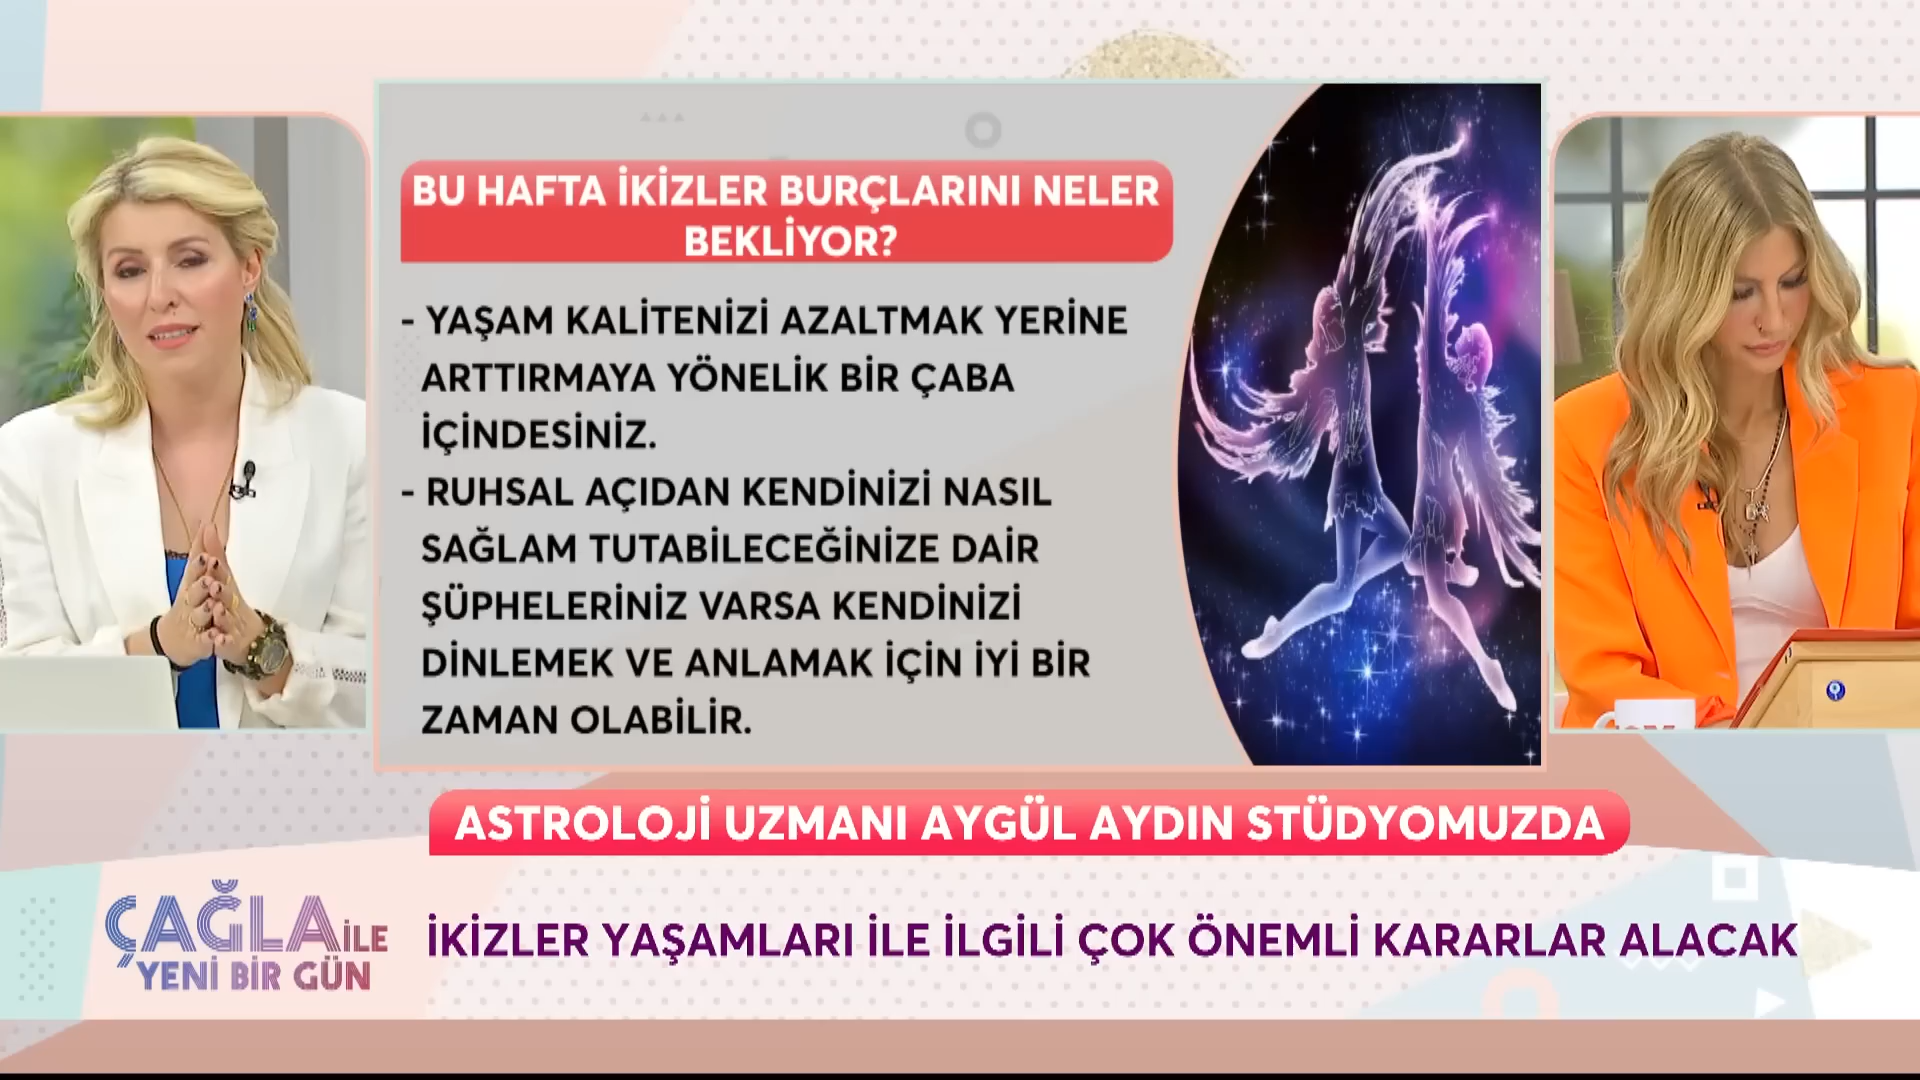 BU HAFTA İKİZLER BURÇLARINI NELER
BEKLİYOR?
- YAŞAM KALİTENİZİ AZALTMAK YERİNE
ARTTIRMAYA YÖNELİK BİR ÇABA
İÇİNDESİNİZ.
- RUHSAL AÇIDAN KENDİNİZİ NASIL
SAĞLAM TUTABİLECEĞİNİZE DAİR
ŞÜPHELERİNİZ VARSA KENDİNİZİ
DİNLEMEK VE ANLAMAK İÇİN İYİ BİR
ZAMAN OLABİLİR.
ASTROLOJİ UZMANI AYGÜL AYDIN STÜDYOMUZDA
ÇAĞLA İLE
YENİ BİR GÜN
İKİZLER YAŞAMLARI İLE İLGİLİ ÇOK ÖNEMLİ KARARLAR ALACAK